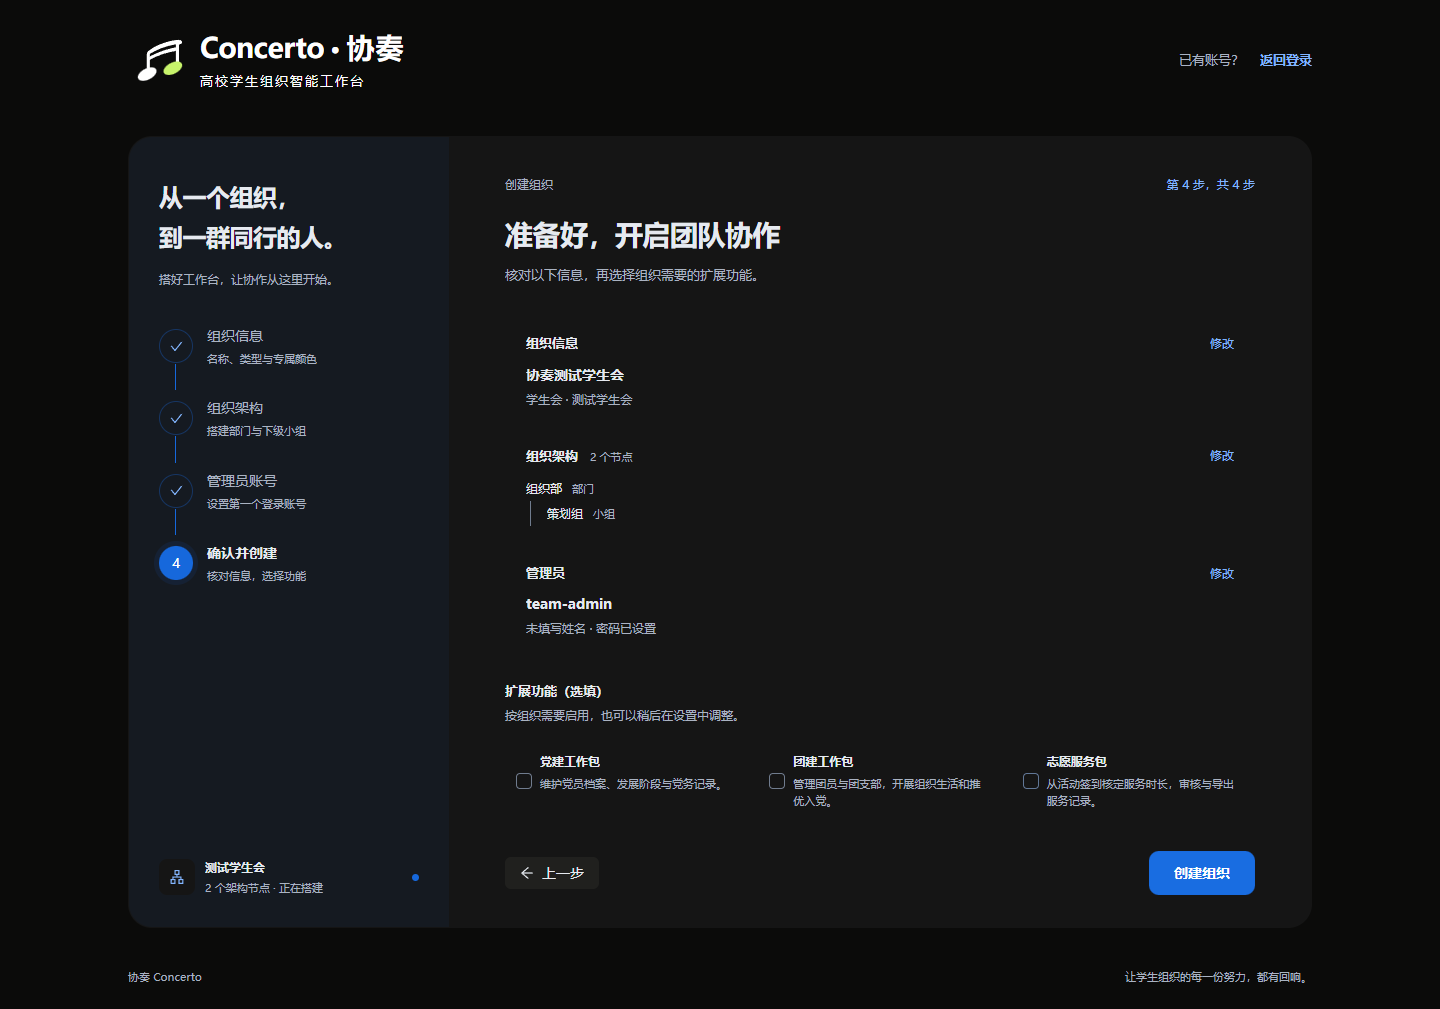 Concerto · 协奏
高校学生组织智能工作台
已有账号？ 返回登录
从一个组织，
到一群同行的人。
搭好工作台，让协作从这里开始。
组织信息
名称、类型与专属颜色
组织架构
搭建部门与下级小组
管理员账号
设置第一个登录账号
4
确认并创建
核对信息，选择功能
测试学生会
2 个架构节点 · 正在搭建
创建组织
第 4 步，共 4 步
准备好，开启团队协作
核对以下信息，再选择组织需要的扩展功能。
组织信息
修改
协奏测试学生会
学生会 · 测试学生会
组织架构 2 个节点
修改
组织部 部门
策划组 小组
管理员
修改
team-admin
未填写姓名 · 密码已设置
扩展功能（选填）
按组织需要启用，也可以稍后在设置中调整。
党建工作包
维护党员档案、发展阶段与党务记录。
团建工作包
管理团员与团支部，开展组织生活和推
优入党。
志愿服务包
从活动签到核定服务时长，审核与导出
服务记录。
上一步
创建组织
协奏 Concerto
让学生组织的每一份努力，都有回响。